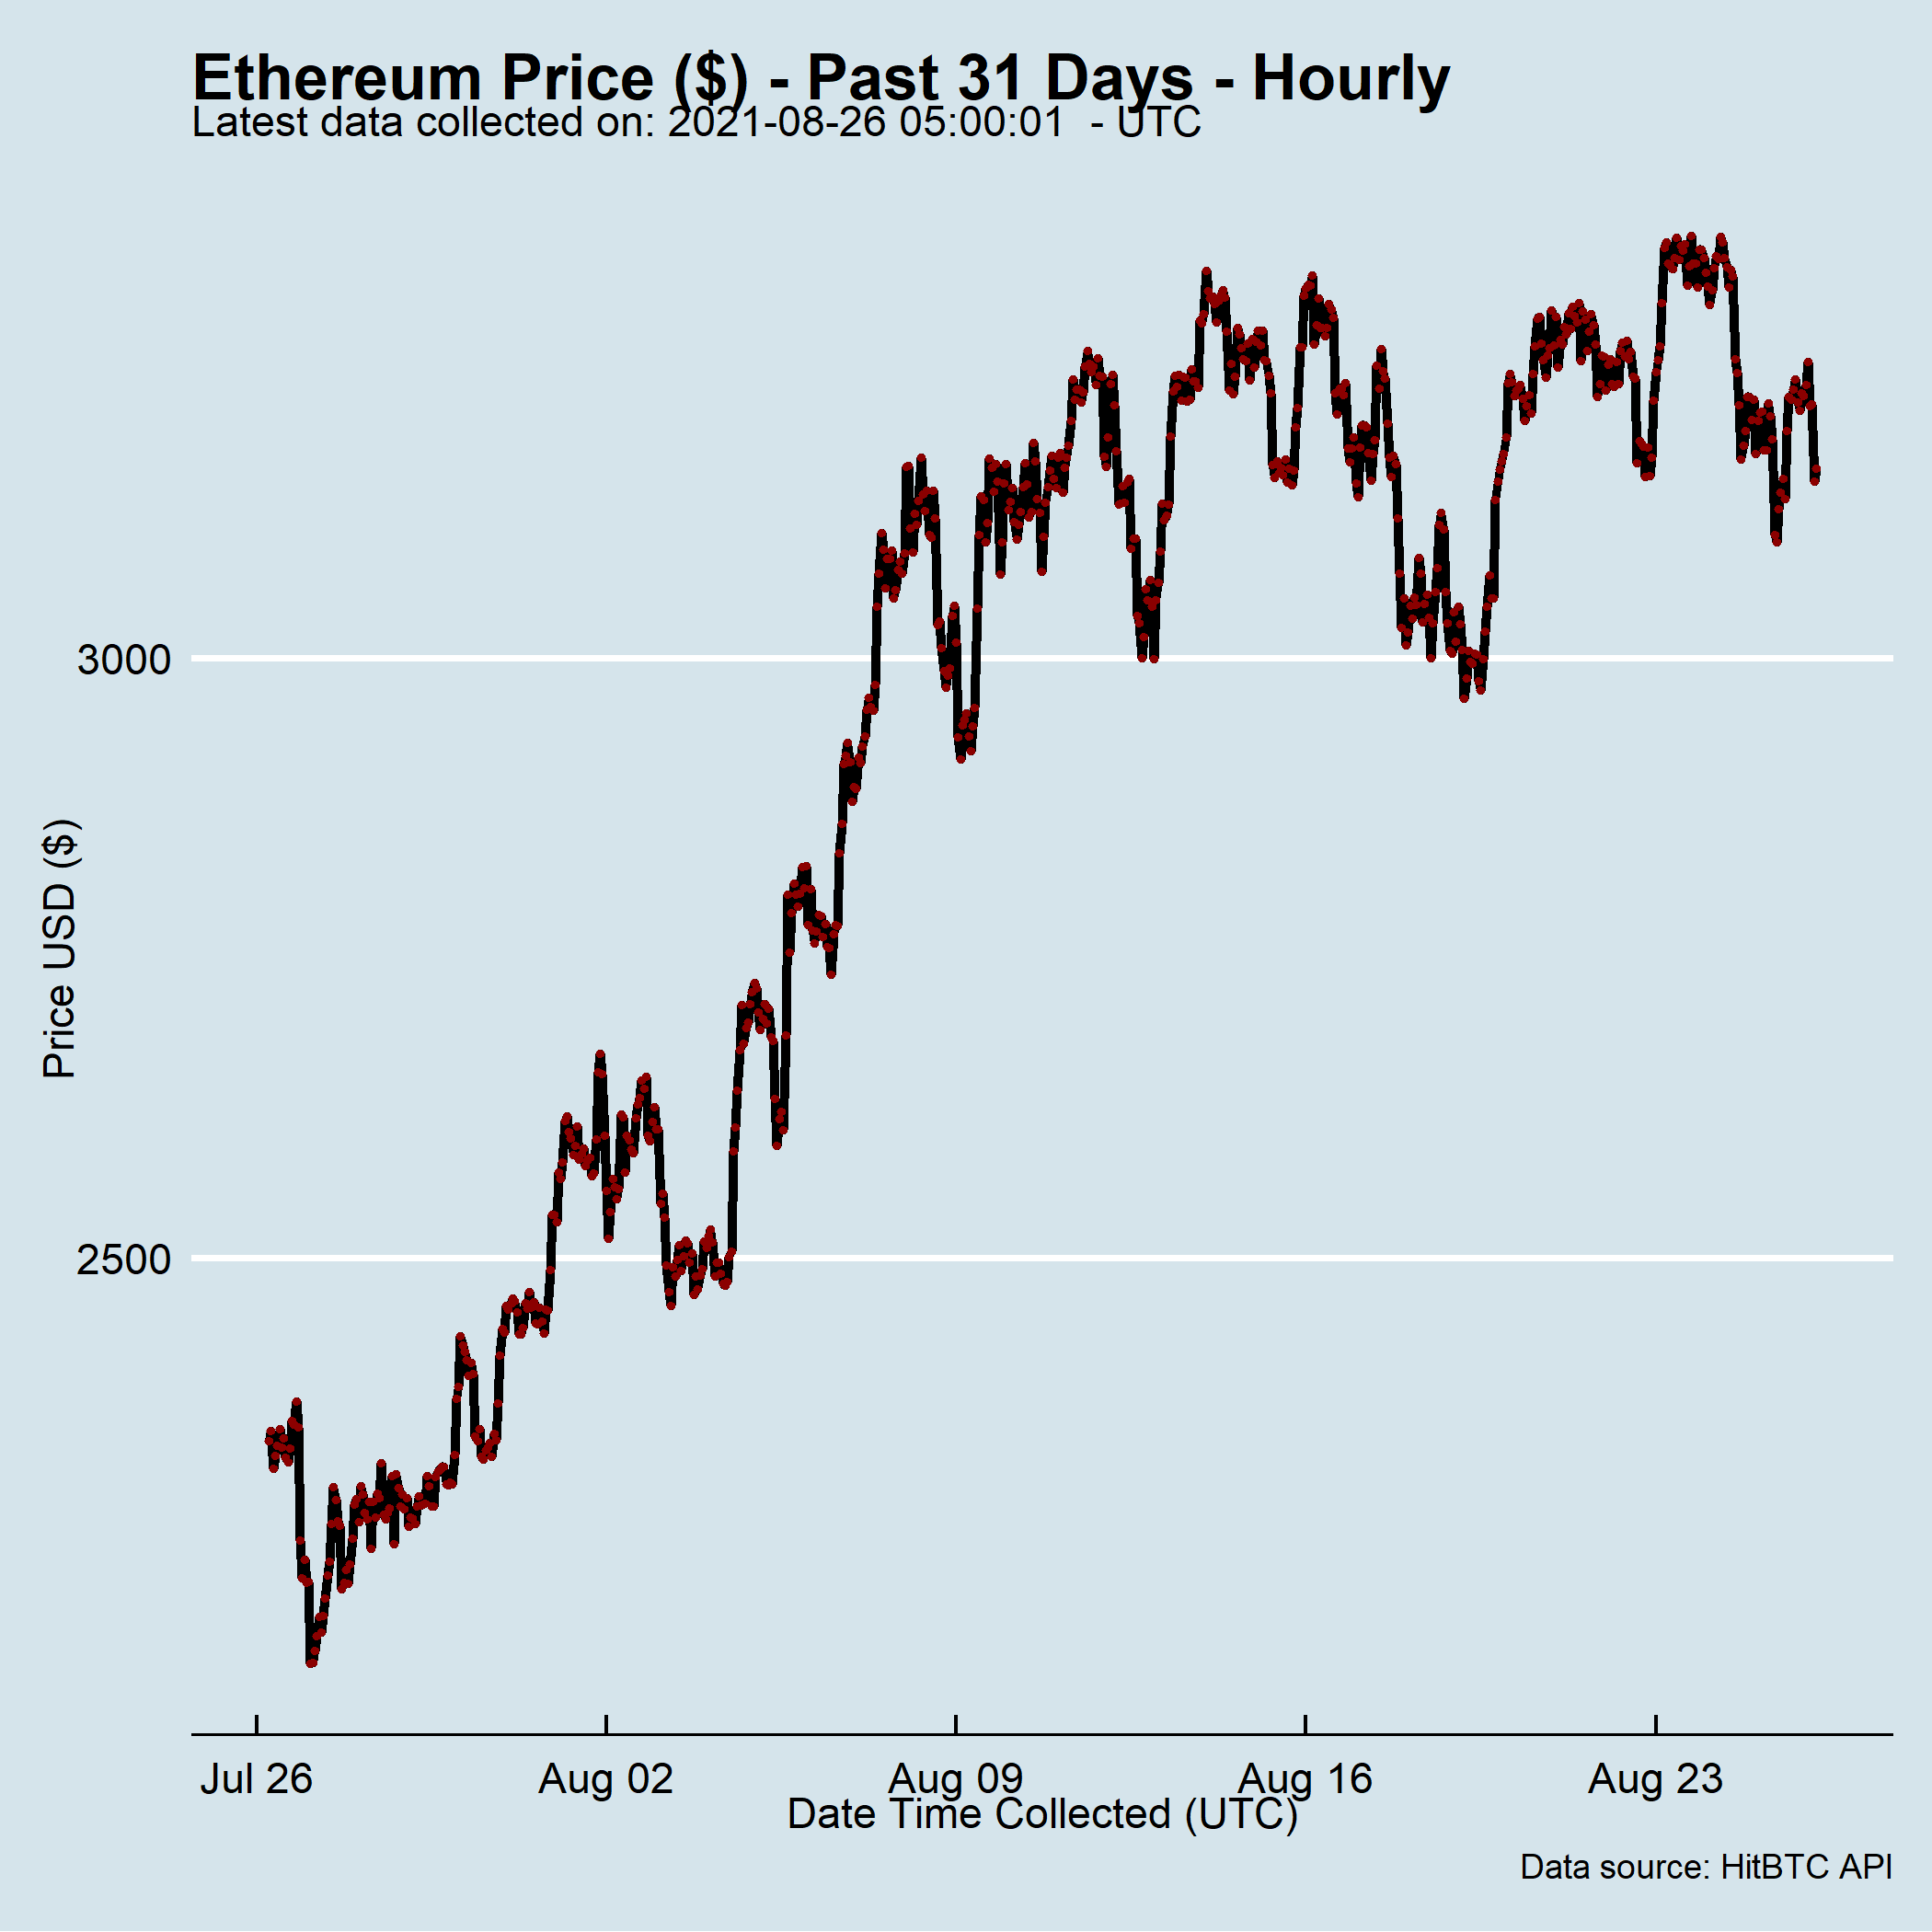 Ethereum Price ($) - Past 31 Days - Hourly
Latest data collected on: 2021-08-26 05:00:01  - UTC
Price USD ($)
3000
2500
Jul 26 Aug 02 Aug 09 Aug 16 Aug 23
Date Time Collected (UTC)
Data source: HitBTC API